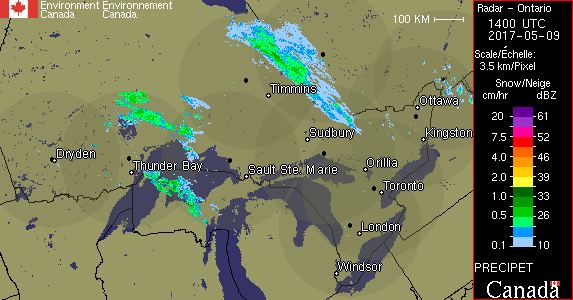 Environment Environnement
Canada Canada
100 KM
Timmins
Ottawa
Sudbury
Kingston
Dryden
Thunder Bay
Sault Ste. Marie
Orillia
Toronto
London
Windsor
Radar - Ontario
1400 UTC
2017-05-09
Scale/Échelle:
3.5 km/Pixel
Snow/Neige
cm/hr dBZ
20 61
7.5 52
4.0 46
2.0 39
1.0 33
0.5 26
0.1 10
PRECIPET
Canada